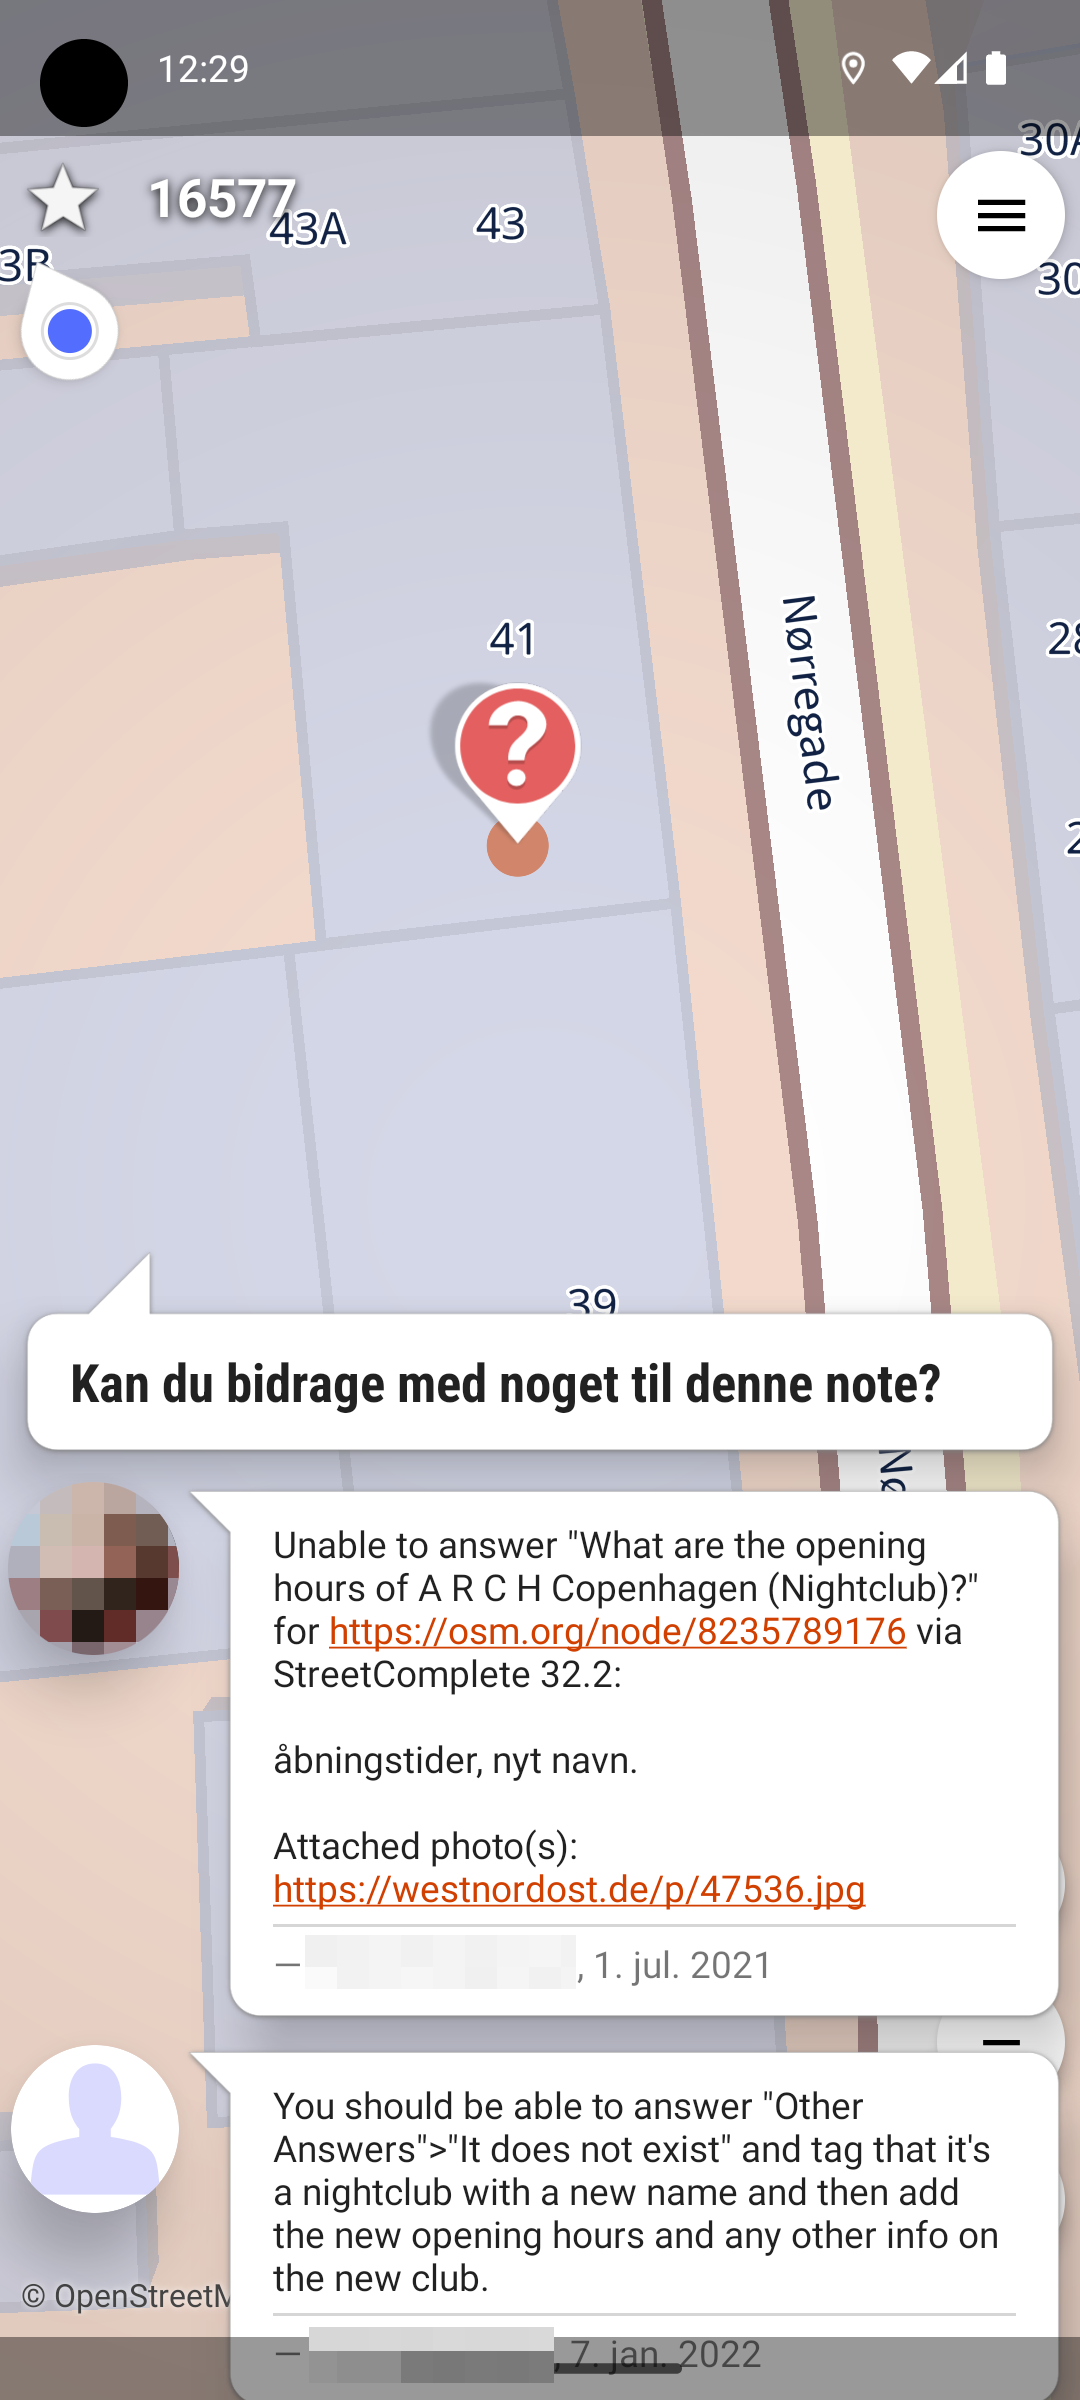 12:29
30A
16577
43A
43
3B
30
41
28
Nørregade
2
39
Kan du bidrage med noget til denne note?
Nø
Unable to answer "What are the opening
hours of A R C H Copenhagen (Nightclub)?"
for https://osm.org/node/8235789176 via
StreetComplete 32.2:
åbningstider, nyt navn.
Attached photo(s):
https://westnordost.de/p/47536.jpg
— , 1. jul. 2021
You should be able to answer "Other
Answers">"It does not exist" and tag that it's
a nightclub with a new name and then add
the new opening hours and any other info on
the new club.
© OpenStreetM
— , 7. jan. 2022